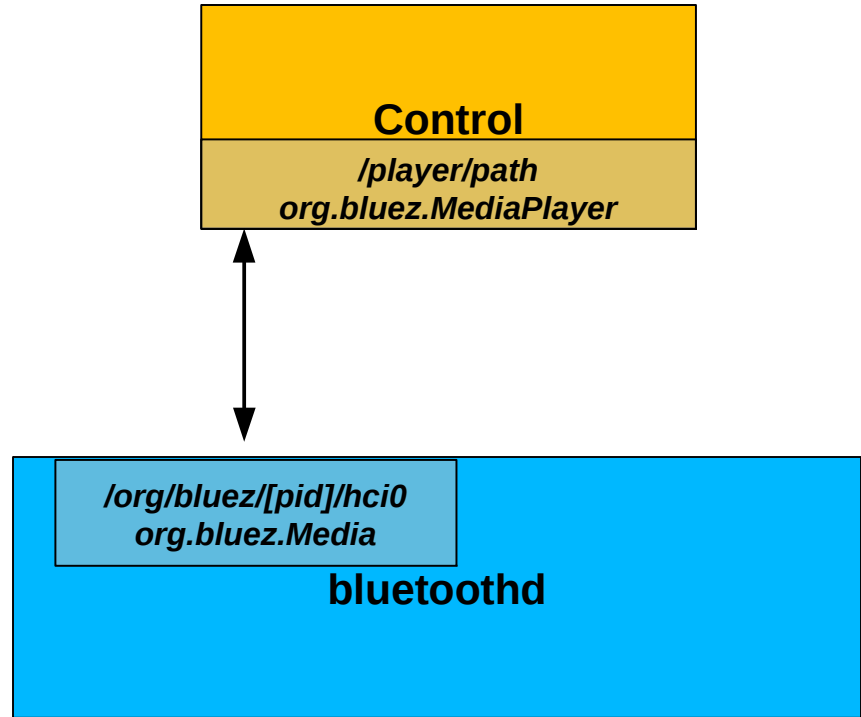 Control
/player/path
org.bluez.MediaPlayer
/org/bluez/[pid]/hci0
org.bluez.Media
bluetoothd